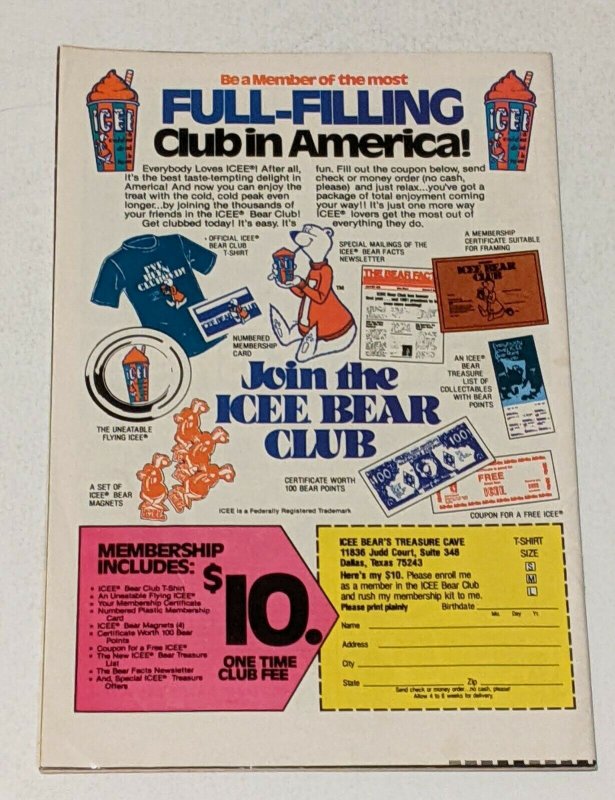 Be a Member of the most
FULL-FILLING
Club in America!
ICEE
ICEE
Everybody Loves ICEE®! After all,
it's the best taste-tempting delight in
America! And now you can enjoy the
treat with the cold, cold peak even
longer...by joining the thousands of
your friends in the ICEE® Bear Club!
Get clubbed today! It's easy. It's
fun. Fill out the coupon below, send
check or money order (no cash,
please) and just relax...you've got a
package of total enjoyment coming
your way!! It's just one more way
ICEE® lovers get the most out of
everything they do.
• OFFICIAL ICEE®
BEAR CLUB
T-SHIRT
I'VE
BEEN
CLUBBED!
NUMBERED
MEMBERSHIP
CARD
SPECIAL MAILINGS OF THE
ICEE® BEAR FACTS
NEWSLETTER
THE BEAR FACTS
TM
A MEMBERSHIP
CERTIFICATE SUITABLE
FOR FRAMING
ICEE BEAR
CLUB
ICEE
THE UNEATABLE
FLYING ICEE®
Join the
ICEE BEAR
CLUB
AN ICEE®
BEAR
TREASURE
LIST OF
COLLECTABLES
WITH BEAR
POINTS
A SET OF
ICEE® BEAR
MAGNETS
CERTIFICATE WORTH
100 BEAR POINTS
100
100
FREE
COUPON FOR A FREE ICEE®
ICEE is a Federally Registered Trademark
MEMBERSHIP
INCLUDES:
• ICEE® Bear Club T-Shirt
• An Uneatable Flying ICEE®
• Your Membership Certificate
• Numbered Plastic Membership
Card
• ICEE® Bear Magnets (4)
• Certificate Worth 100 Bear
Points
• Coupon for a Free ICEE®
• The New ICEE® Bear Treasure
List
• The Bear Facts Newsletter
• And, Special ICEE® Treasure
Offers
$10.
ONE TIME
CLUB FEE
ICEE BEAR'S TREASURE CAVE
11836 Judd Court, Suite 348
Dallas, Texas 75243
T-SHIRT
SIZE
S
M
L
Here's my $10. Please enroll me
as a member in the ICEE Bear Club
and rush my membership kit to me.
Please print plainly Birthdate
Mo. Day Yr.
Name
Address
City
State Zip
Send check or money order...no cash, please!
Allow 4 to 6 weeks for delivery.